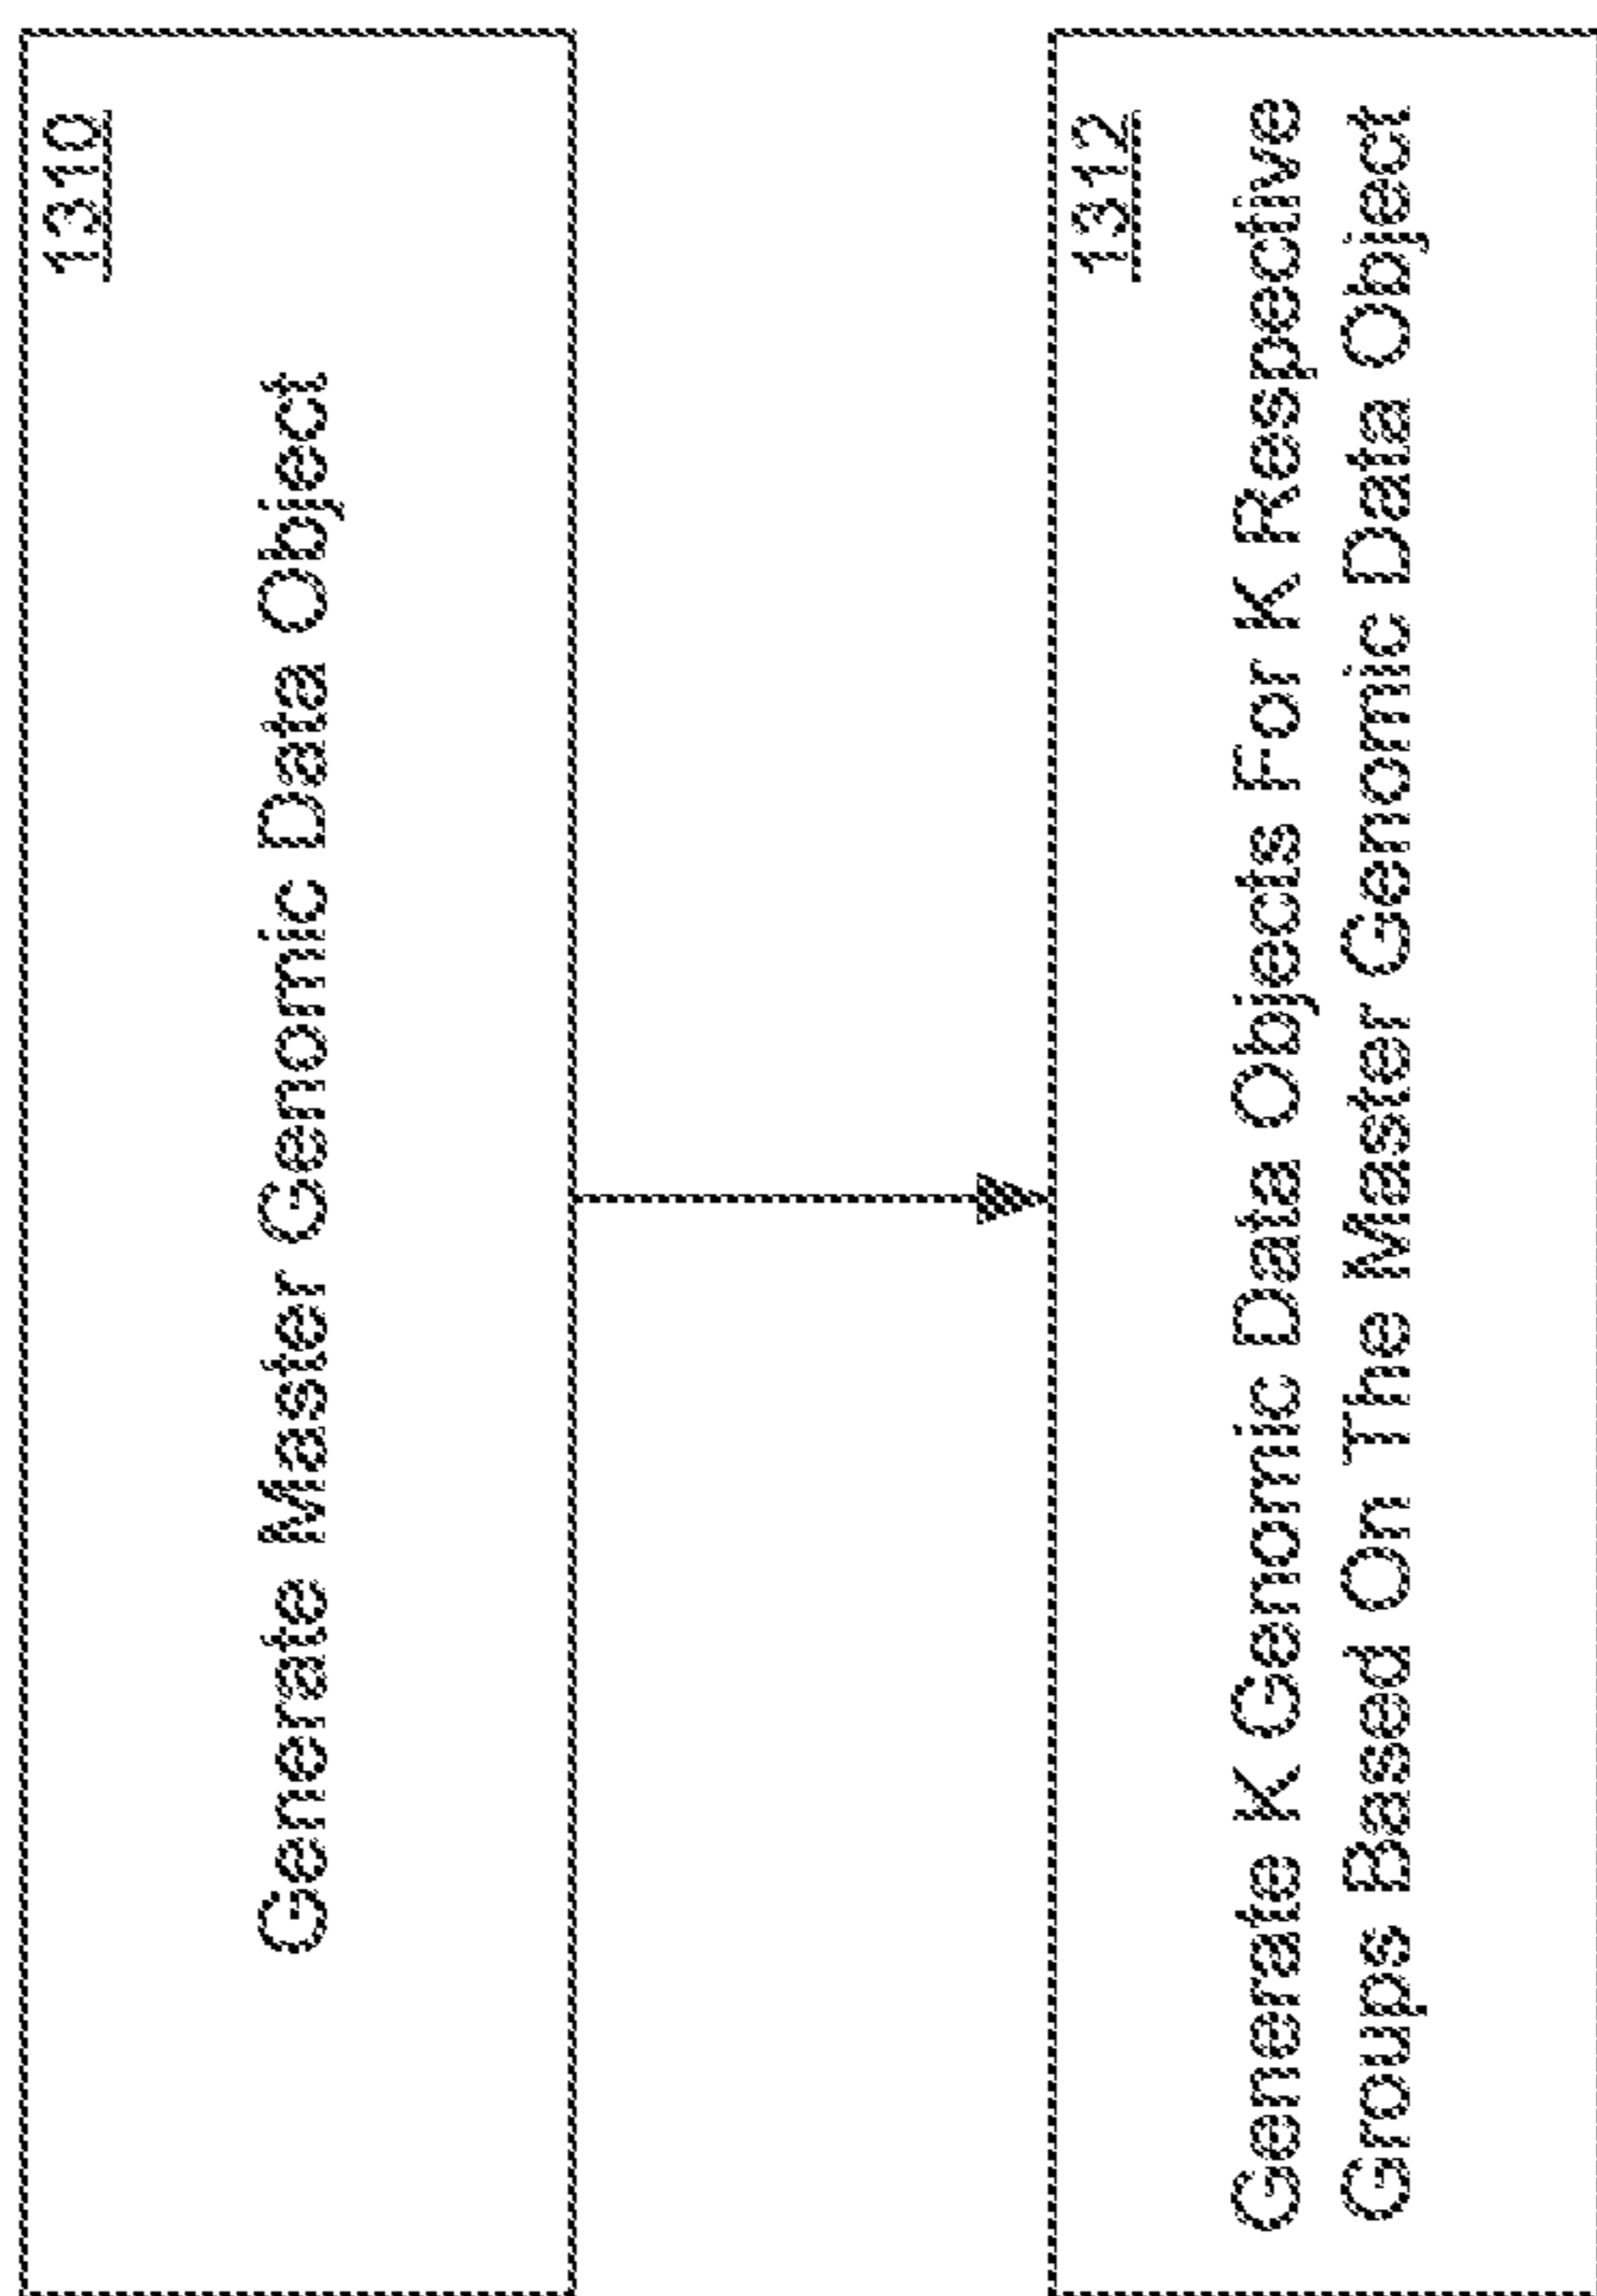 1310
Generate Master Genomic Data Object
1312
Generate K Genomic Data Objects For K Respective
Groups Based On The Master Genomic Data Object